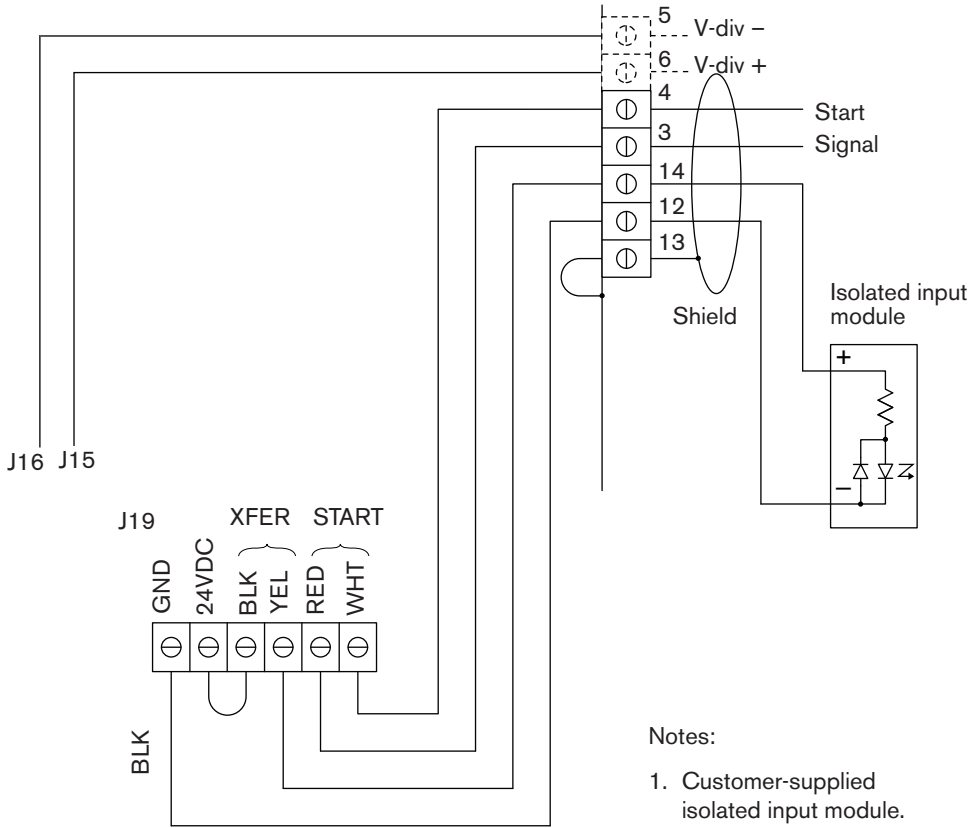 5
V-div –
6
V-div +
4
Start
3
Signal
14
12
13
Shield
Isolated input
module
+
–
J16 J15
J19
XFER START
GND
24VDC
BLK
YEL
RED
WHT
BLK
Notes:
1. Customer-supplied
isolated input module.